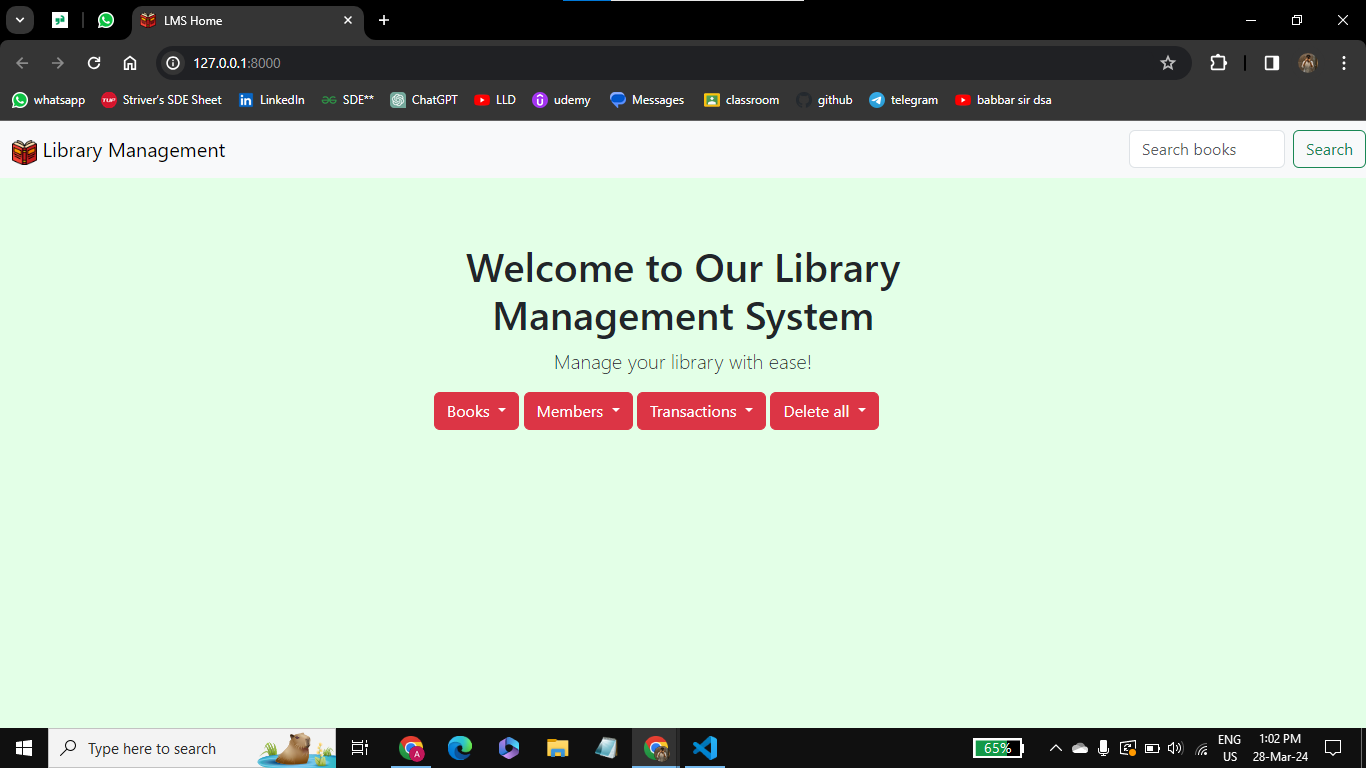 LMS Home
127.0.0.1:8000
whatsapp TUF Striver's SDE Sheet LinkedIn SDE** ChatGPT LLD udemy Messages classroom github telegram babbar sir dsa
Library Management Search books Search
Welcome to Our Library
Management System
Manage your library with ease!
Books Members Transactions Delete all
Type here to search A 65% ENG 1:02 PM
US 28-Mar-24